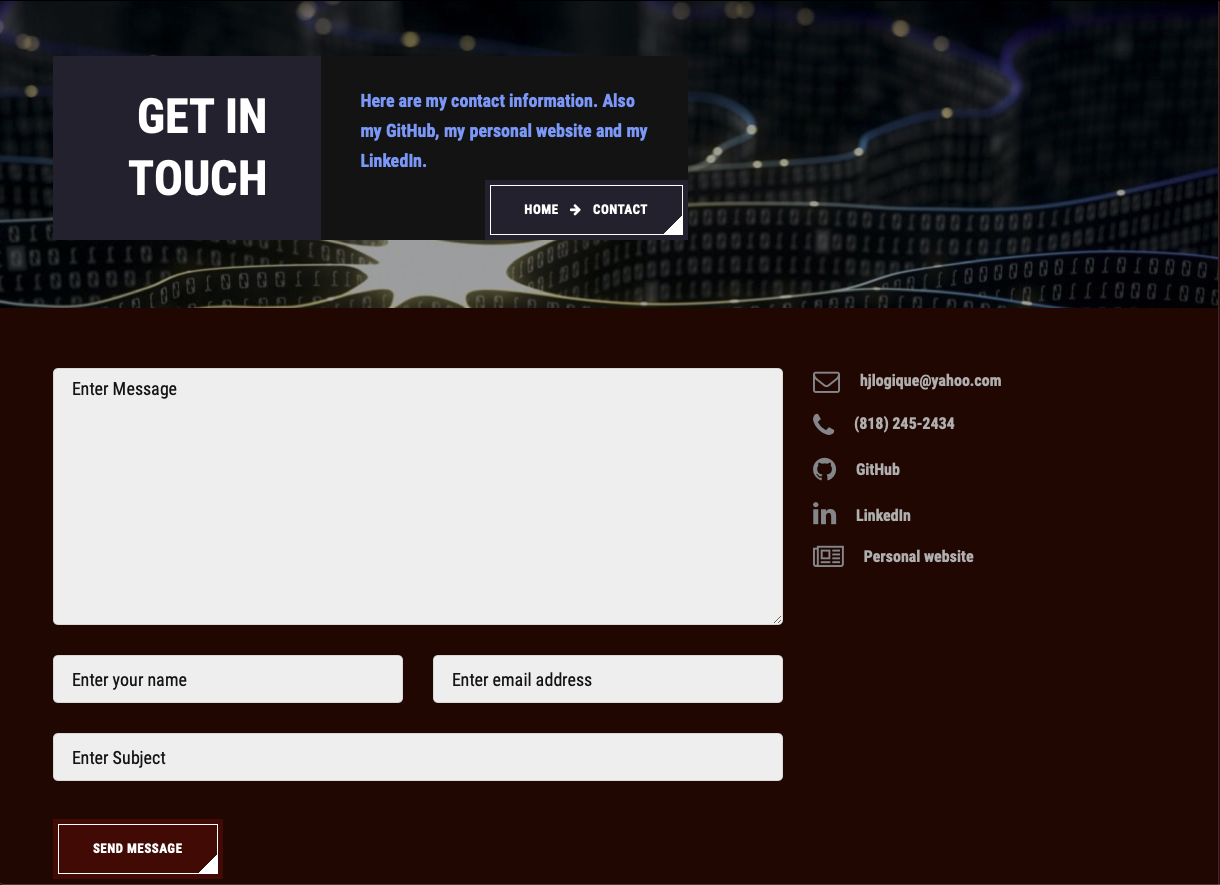 GET IN
TOUCH
Here are my contact information. Also
my GitHub, my personal website and my
LinkedIn.
HOME → CONTACT
Enter Message
hjlogique@yahoo.com
(818) 245-2434
GitHub
LinkedIn
Personal website
Enter your name
Enter email address
Enter Subject
SEND MESSAGE